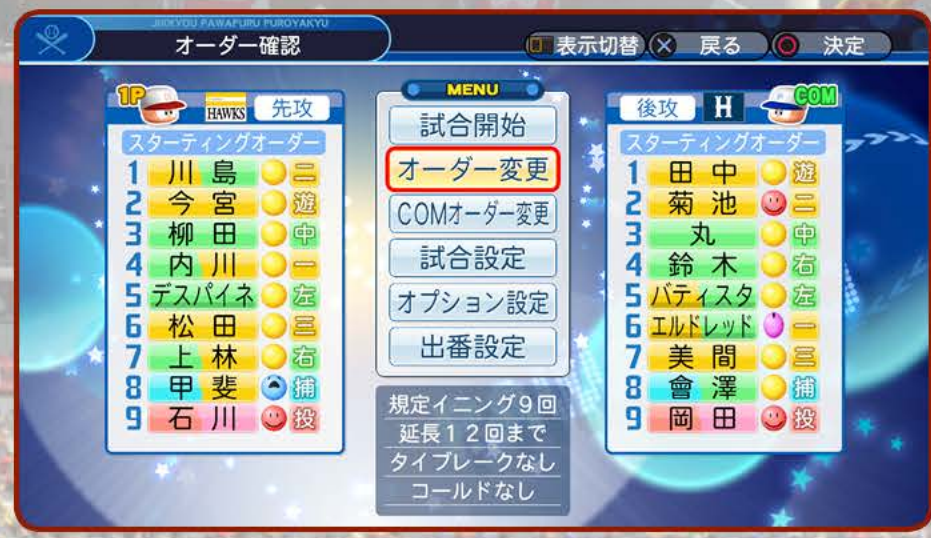 JIKKYOU PAWAFURU PUROYAKYU
オーダー確認
表示切替 戻る 決定
1P HAWKS 先攻
スターティングオーダー
1 川島 二
2 今宮 遊
3 柳田 中
4 内川 一
5 デスパイネ 左
6 松田 三
7 上林 右
8 甲斐 捕
9 石川 投
MENU
試合開始
オーダー変更
COMオーダー変更
試合設定
オプション設定
出番設定
規定イニング9回
延長12回まで
タイブレークなし
コールドなし
後攻 H COM
スターティングオーダー
1 田中 遊
2 菊池 二
3 丸 中
4 鈴木 右
5 バティスタ 左
6 エルドレッド 一
7 美間 三
8 會澤 捕
9 岡田 投